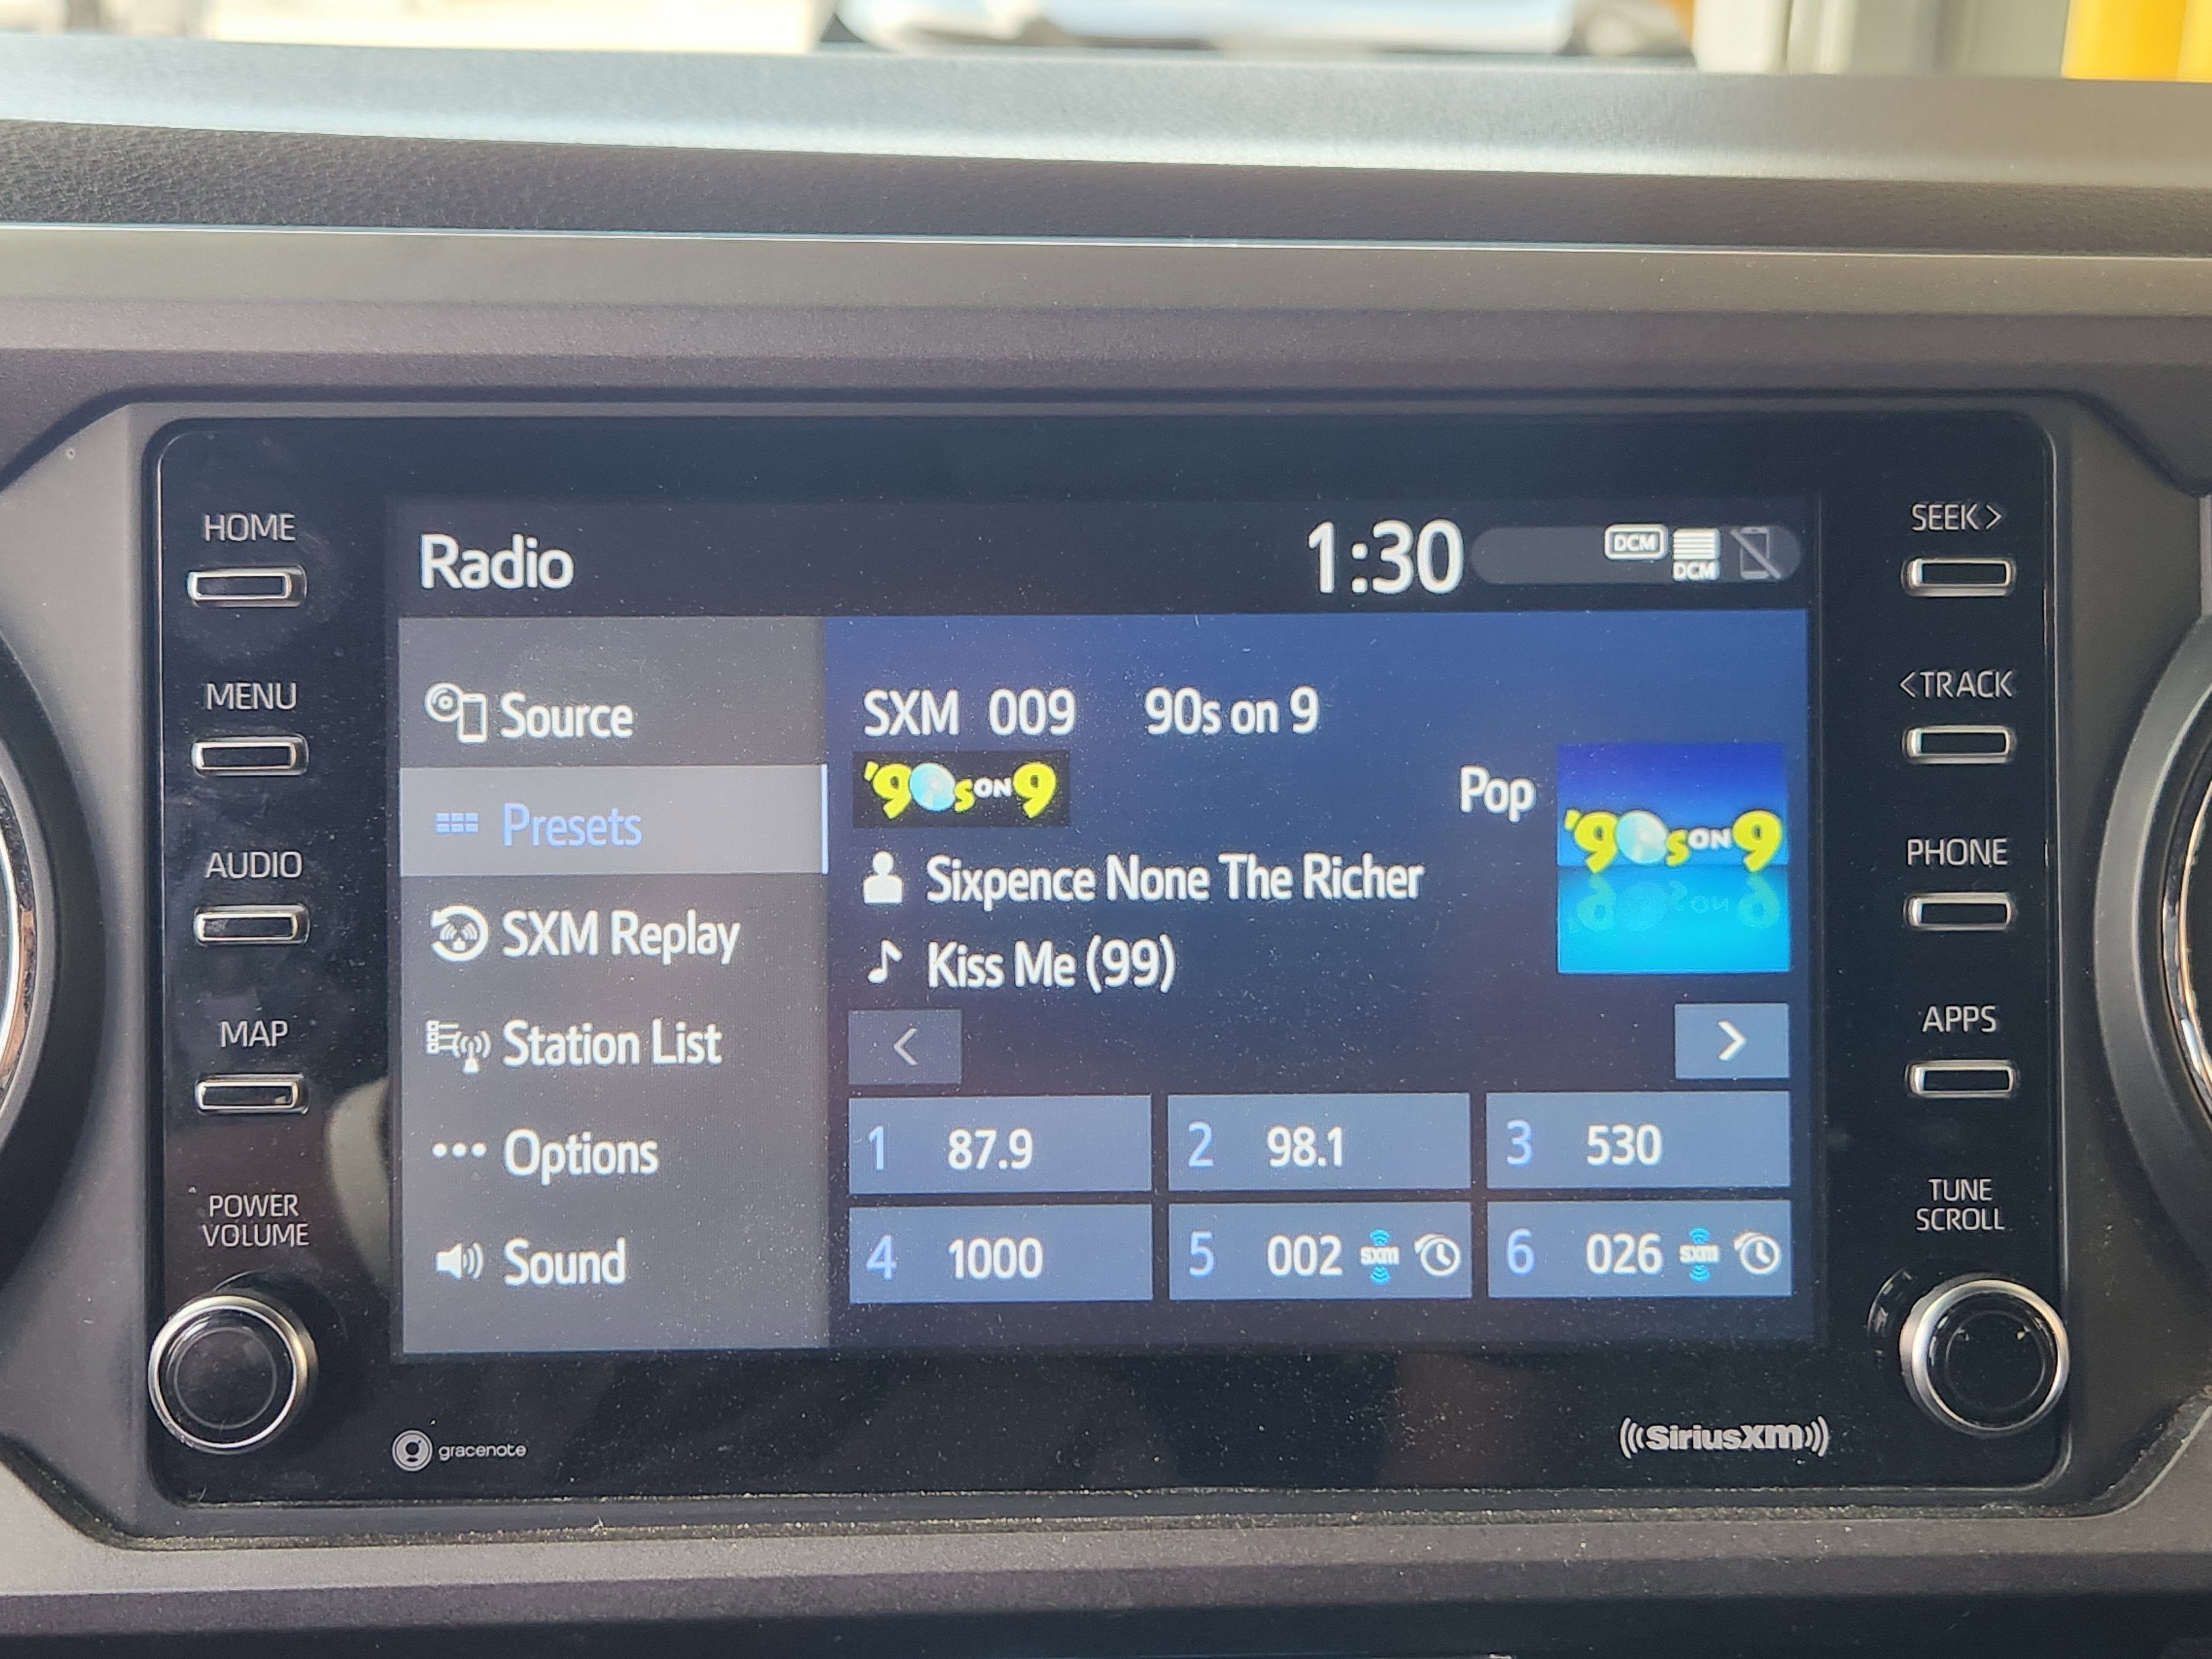 HOME
MENU
AUDIO
MAP
POWER
VOLUME
Radio
1:30
DCM
DCM
Source
Presets
SXM Replay
Station List
Options
Sound
SXM 009 90s on 9
'90s ON 9
Pop
'90s ON 9
Sixpence None The Richer
Kiss Me (99)
<
>
1 87.9
2 98.1
3 530
4 1000
5 002 sxm
6 026 sxm
SEEK>
<TRACK
PHONE
APPS
TUNE
SCROLL
gracenote
((SiriusXM))